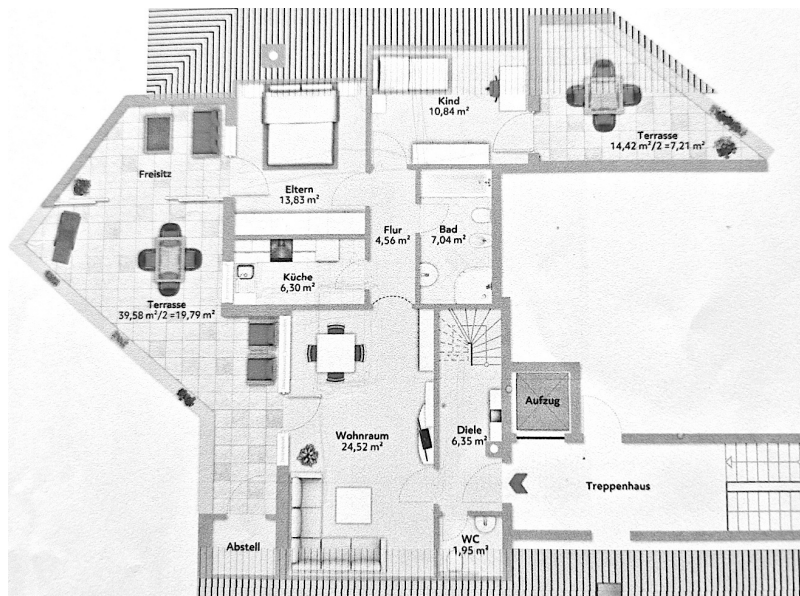 Kind
10,84 m²
Terrasse
14,42 m²/2 =7,21 m²
Freisitz
Eltern
13,83 m²
Flur
4,56 m²
Bad
7,04 m²
Küche
6,30 m²
Terrasse
39,58 m²/2 =19,79 m²
Aufzug
Wohnraum
24,52 m²
Diele
6,35 m²
Treppenhaus
WC
1,95 m²
Abstell